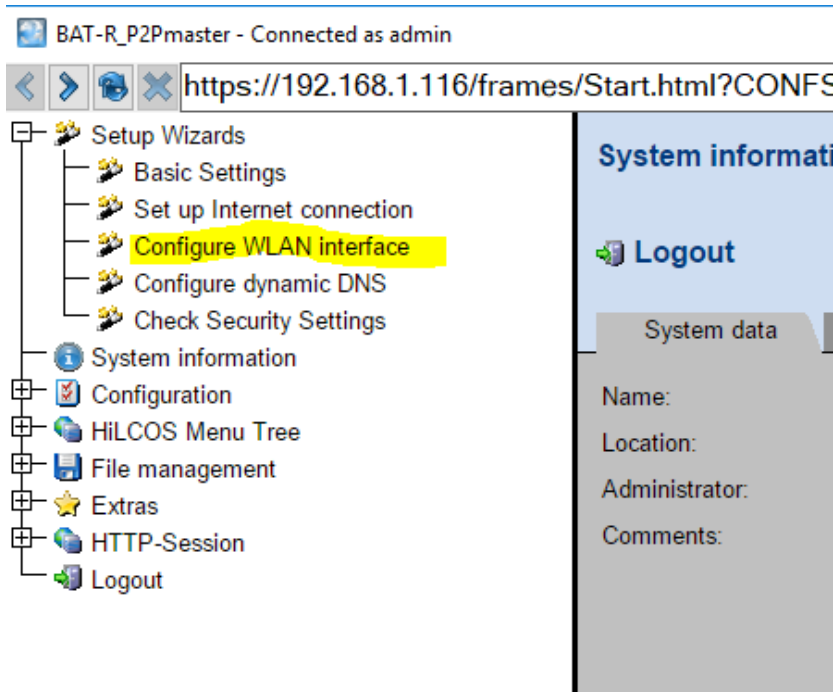 BAT-R_P2Pmaster - Connected as admin
https://192.168.1.116/frames/Start.html?CONFS
Setup Wizards
Basic Settings
Set up Internet connection
Configure WLAN interface
Configure dynamic DNS
Check Security Settings
System information
Configuration
HiLCOS Menu Tree
File management
Extras
HTTP-Session
Logout
System informati
Logout
System data
Name:
Location:
Administrator:
Comments: